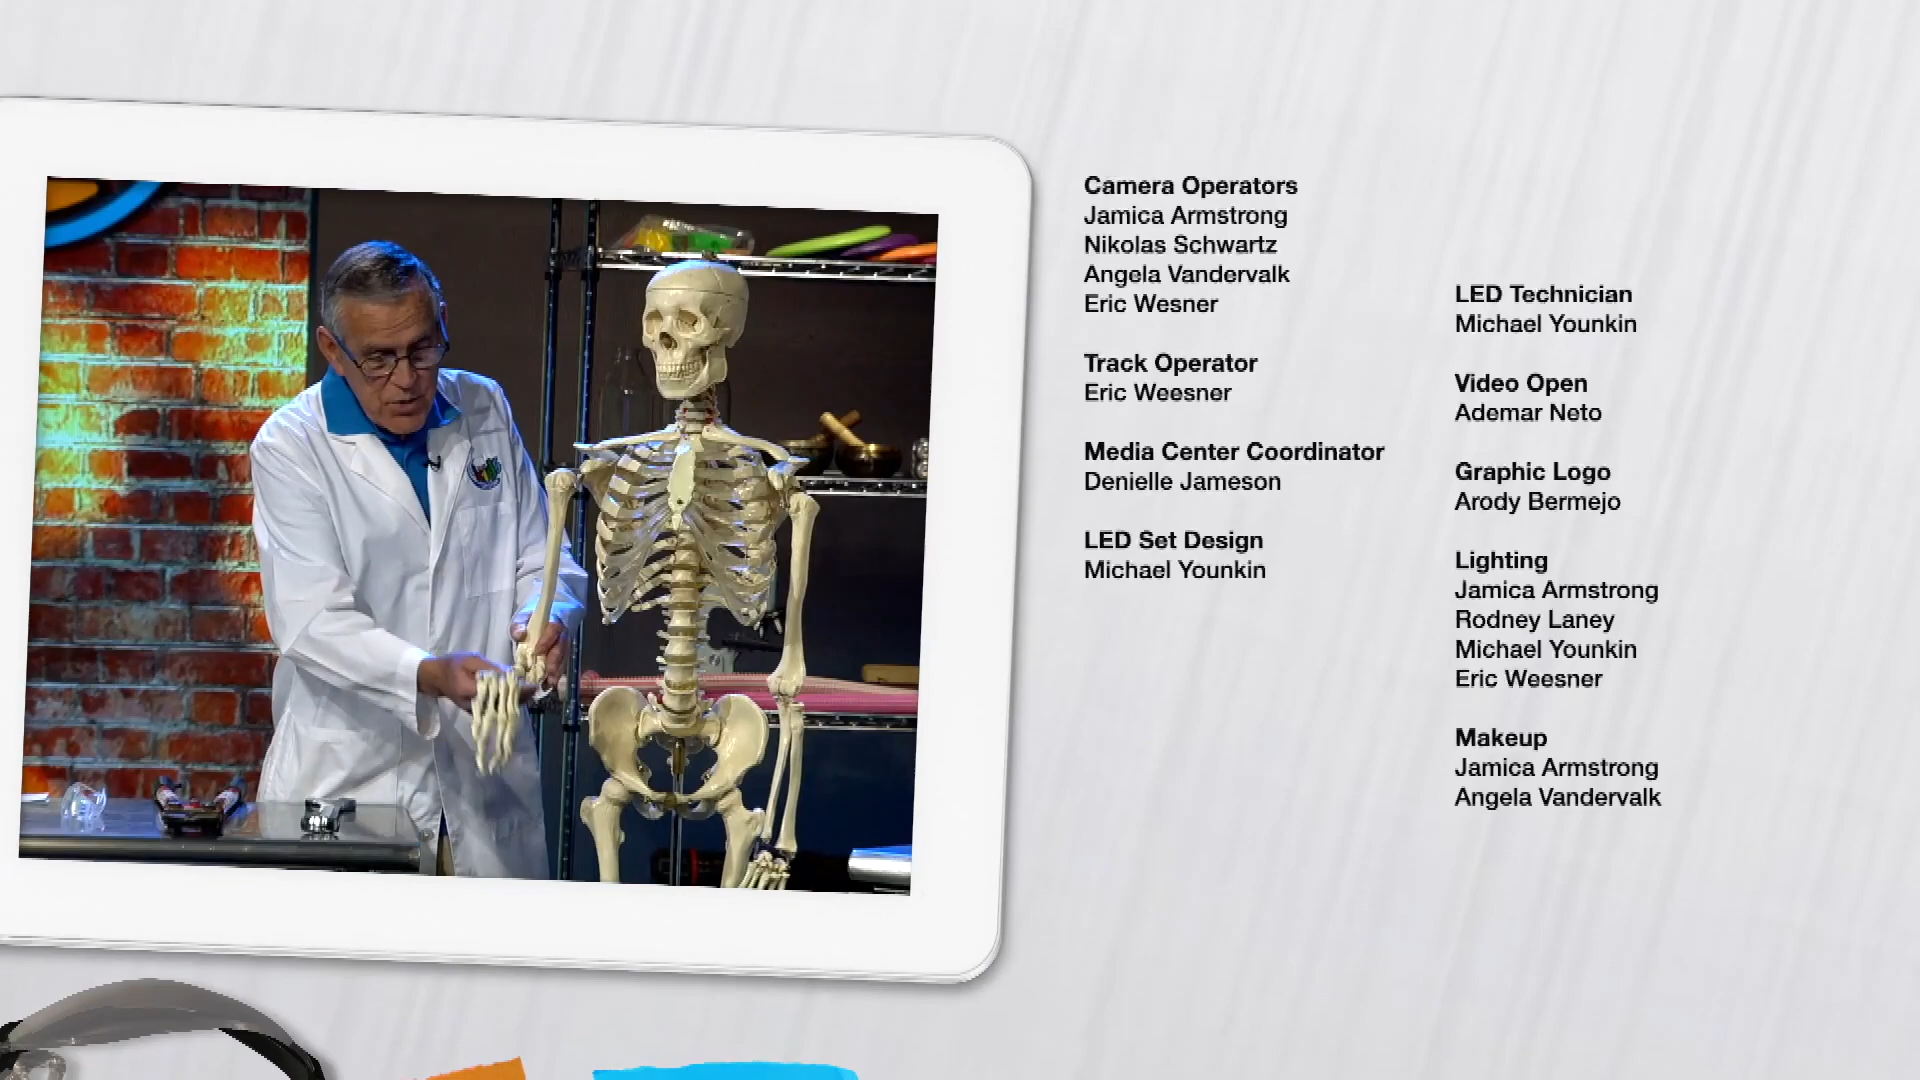 Camera Operators
Jamica Armstrong
Nikolas Schwartz
Angela Vandervalk
Eric Wesner
Track Operator
Eric Weesner
Media Center Coordinator
Denielle Jameson
LED Set Design
Michael Younkin
LED Technician
Michael Younkin
Video Open
Ademar Neto
Graphic Logo
Arody Bermejo
Lighting
Jamica Armstrong
Rodney Laney
Michael Younkin
Eric Weesner
Makeup
Jamica Armstrong
Angela Vandervalk